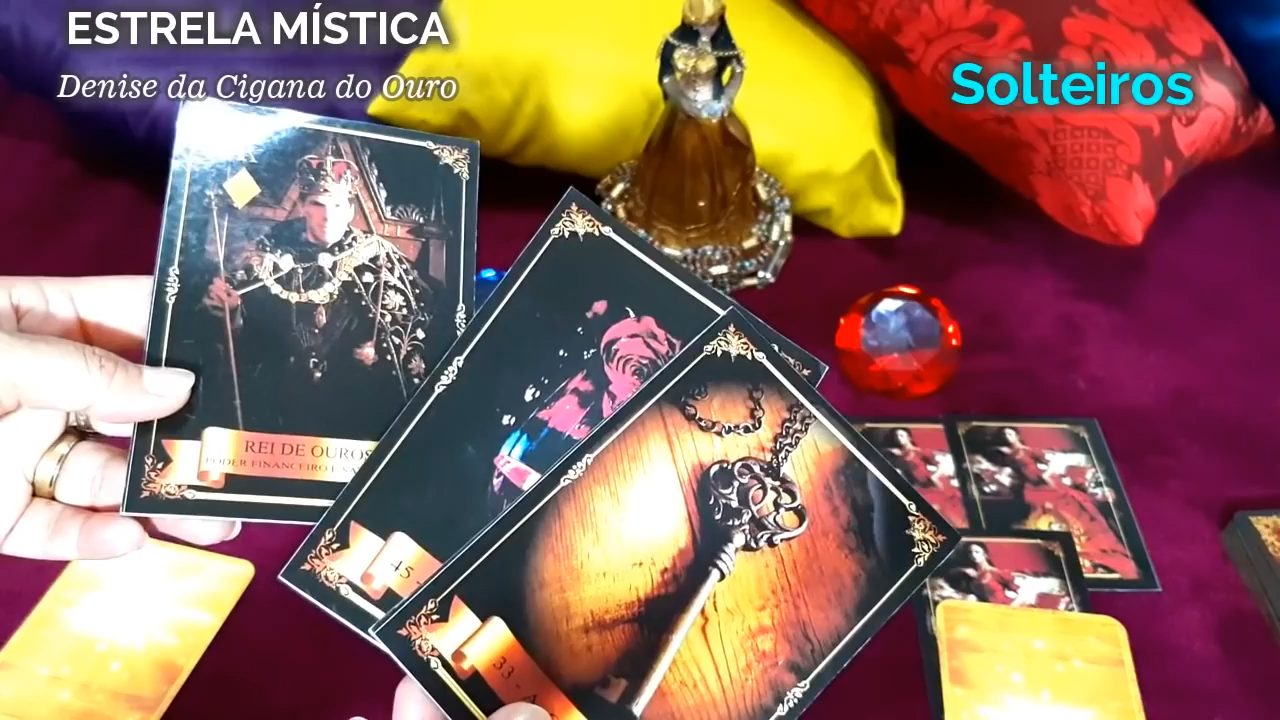 ESTRELA MÍSTICA
Denise da Cigana do Ouro
Solteiros
REI DE OUROS
PODER FINANCEIRO E
45 -
33 - A